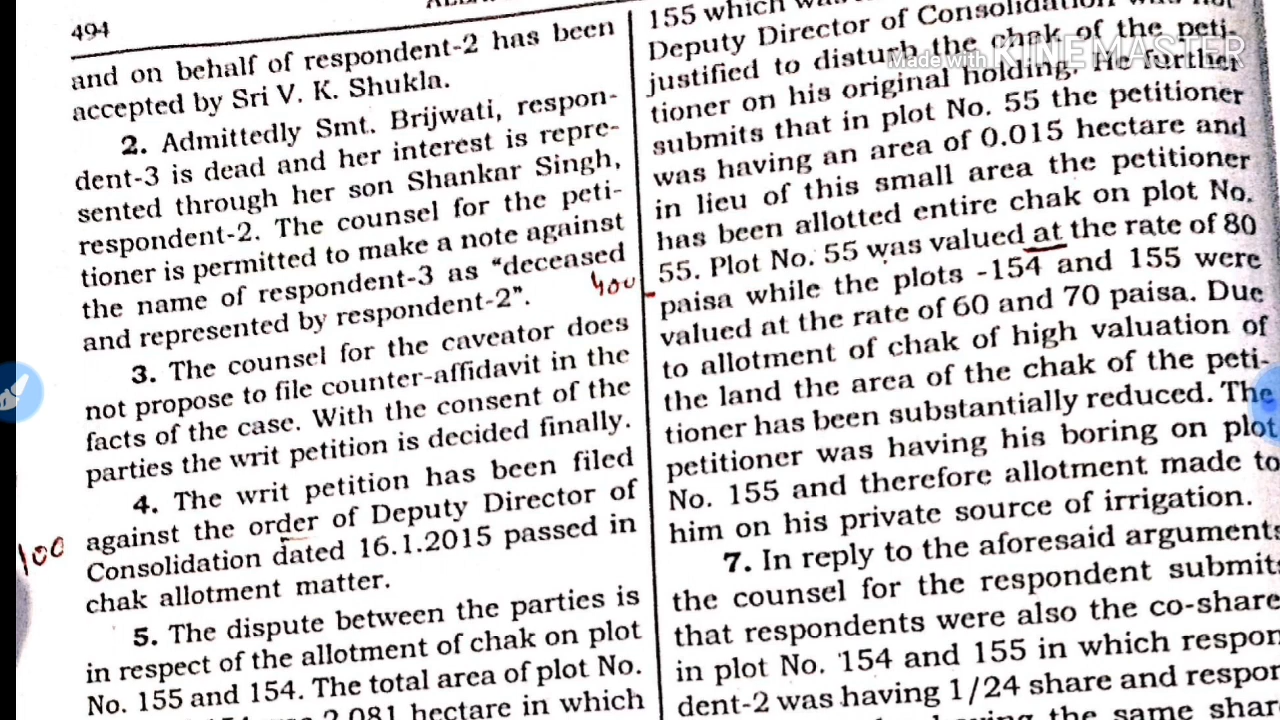 494
and on behalf of respondent-2 has been
accepted by Sri V. K. Shukla.
2. Admittedly Smt. Brijwati, respon-
dent-3 is dead and her interest is repre-
sented through her son Shankar Singh,
respondent-2. The counsel for the peti-
tioner is permitted to make a note against
the name of respondent-3 as “deceased
and represented by respondent-2”.
3. The counsel for the caveator does
not propose to file counter-affidavit in the
facts of the case. With the consent of the
parties the writ petition is decided finally.
4. The writ petition has been filed
against the order of Deputy Director of
Consolidation dated 16.1.2015 passed in
chak allotment matter.
5. The dispute between the parties is
in respect of the allotment of chak on plot
No. 155 and 154. The total area of plot No.
2.081 hectare in which
100
400
155 which
Deputy Director of Consolidation
justified to disturb the chak of the peti-
tioner on his original holding. He further
submits that in plot No. 55 the petitioner
was having an area of 0.015 hectare and
in lieu of this small area the petitioner
has been allotted entire chak on plot No.
55. Plot No. 55 was valued at the rate of 80
paisa while the plots -154 and 155 were
valued at the rate of 60 and 70 paisa. Due
to allotment of chak of high valuation of
the land the area of the chak of the peti-
tioner has been substantially reduced. The
petitioner was having his boring on plot
No. 155 and therefore allotment made to
him on his private source of irrigation.
7. In reply to the aforesaid arguments
the counsel for the respondent submits
that respondents were also the co-share
in plot No. 154 and 155 in which respon
dent-2 was having 1/24 share and respon
having the same shar
Made with KINEMASTER